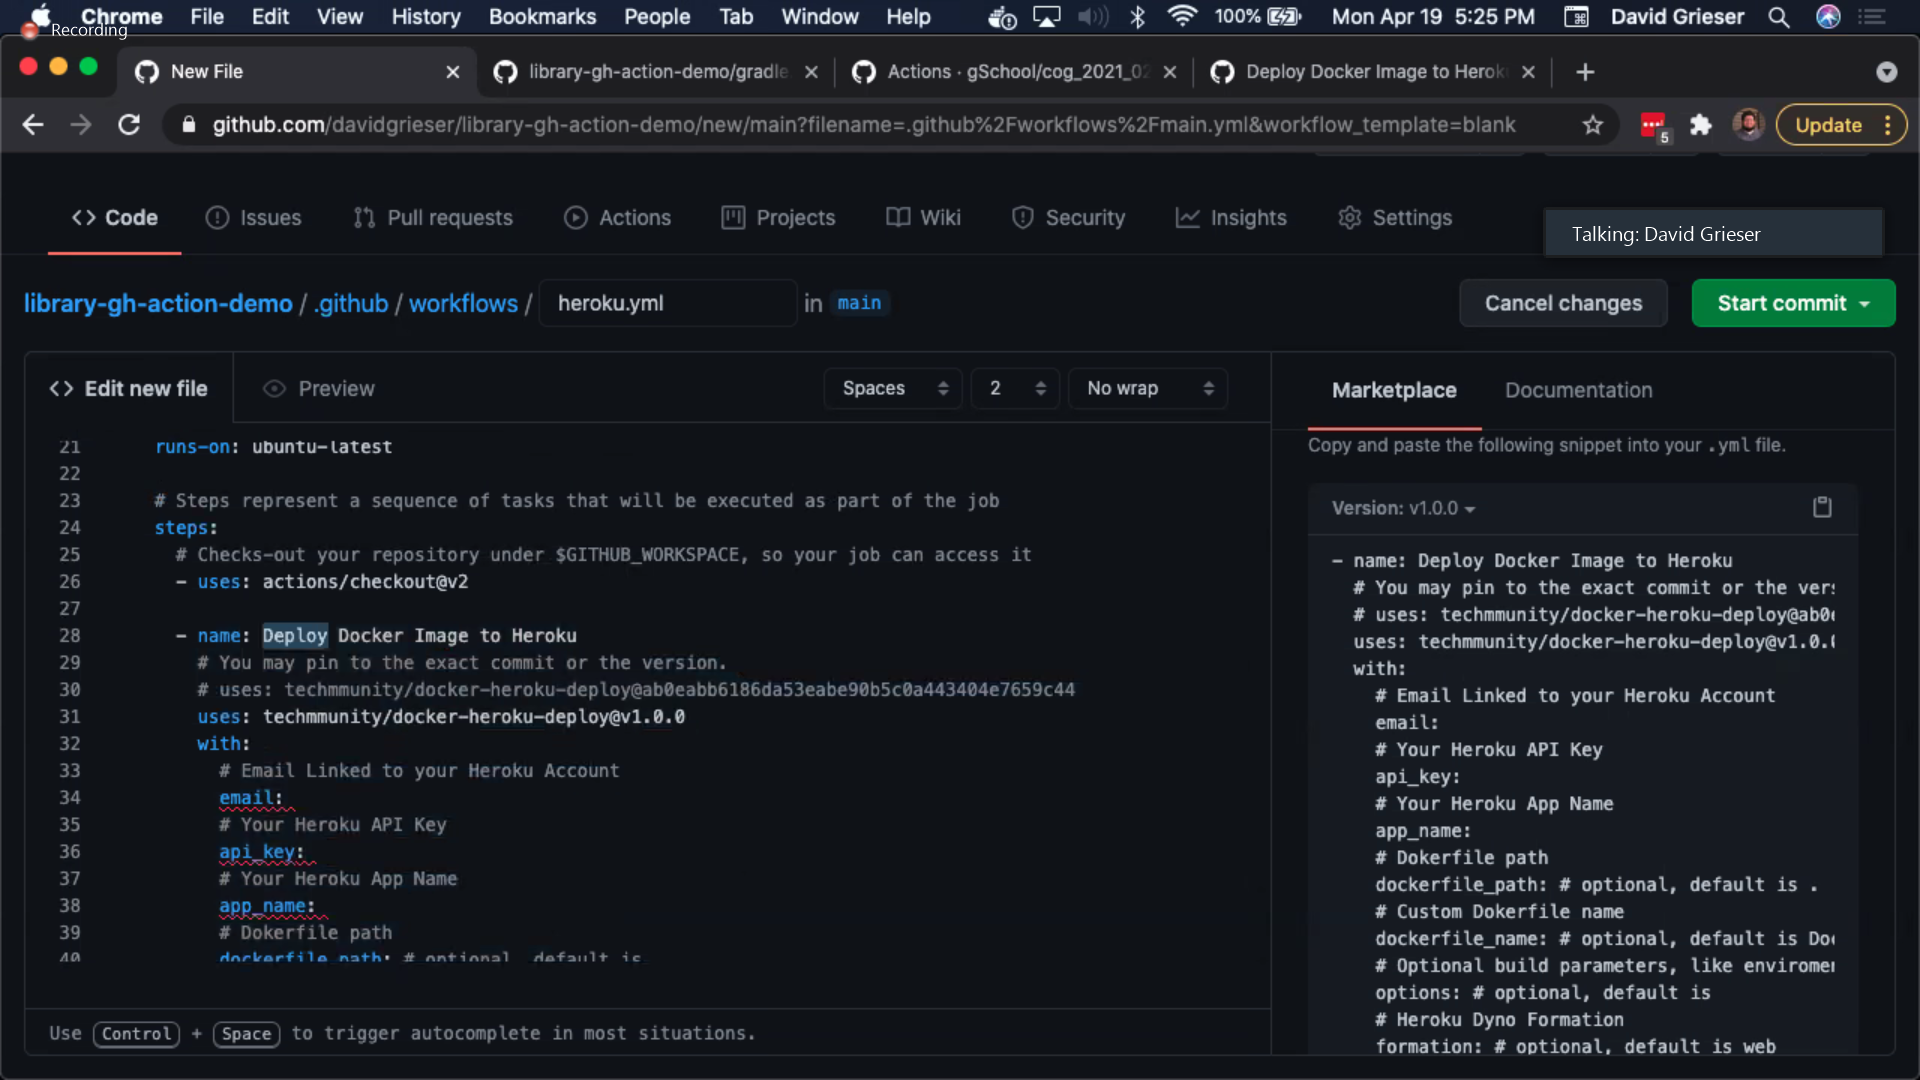 Chrome File Edit View History Bookmarks People Tab Window Help 100% Mon Apr 19 5:25 PM David Grieser
Recording
New File
library-gh-action-demo/gradle
Actions · gSchool/cog_2021_02
Deploy Docker Image to Herok
github.com/davidgrieser/library-gh-action-demo/new/main?filename=.github%2Fworkflows%2Fmain.yml&workflow_template=blank
5
Update
Code Issues Pull requests Actions Projects Wiki Security Insights Settings
Talking: David Grieser
library-gh-action-demo / .github / workflows / heroku.yml in main
Cancel changes
Start commit
Edit new file
Preview
Spaces
2
No wrap
21 runs-on: ubuntu-latest
22
23 # Steps represent a sequence of tasks that will be executed as part of the job
24 steps:
25 # Checks-out your repository under $GITHUB_WORKSPACE, so your job can access it
26 - uses: actions/checkout@v2
27
28 - name: Deploy Docker Image to Heroku
29 # You may pin to the exact commit or the version.
30 # uses: techmmunity/docker-heroku-deploy@ab0eabb6186da53eabe90b5c0a443404e7659c44
31 uses: techmmunity/docker-heroku-deploy@v1.0.0
32 with:
33 # Email Linked to your Heroku Account
34 email:
35 # Your Heroku API Key
36 api_key:
37 # Your Heroku App Name
38 app_name:
39 # Dokerfile path
40 dockerfile_path: # optional, default is
Use Control + Space to trigger autocomplete in most situations.
Marketplace
Documentation
Copy and paste the following snippet into your .yml file.
Version: v1.0.0
- name: Deploy Docker Image to Heroku
# You may pin to the exact commit or the vers
# uses: techmmunity/docker-heroku-deploy@ab0e
uses: techmmunity/docker-heroku-deploy@v1.0.0
with:
# Email Linked to your Heroku Account
email:
# Your Heroku API Key
api_key:
# Your Heroku App Name
app_name:
# Dokerfile path
dockerfile_path: # optional, default is .
# Custom Dokerfile name
dockerfile_name: # optional, default is Doc
# Optional build parameters, like enviromen
options: # optional, default is
# Heroku Dyno Formation
formation: # optional, default is web